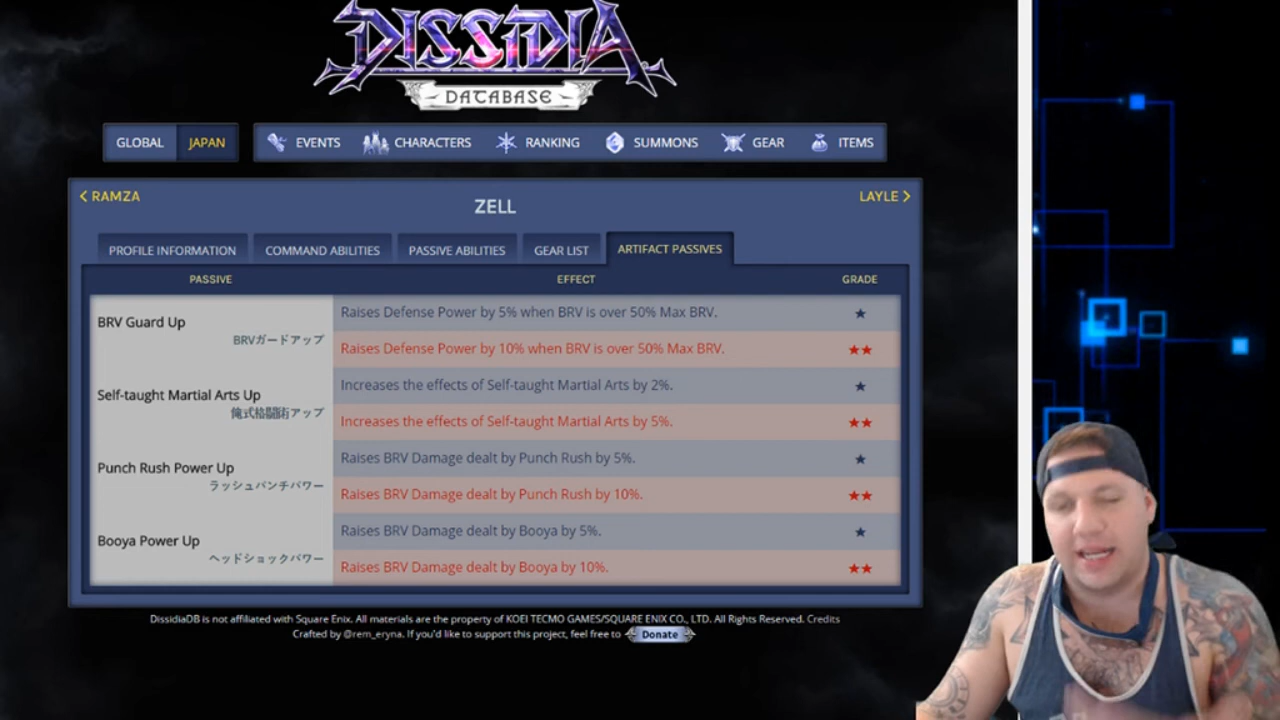 DISSIDIA
DATABASE
GLOBAL JAPAN EVENTS CHARACTERS RANKING SUMMONS GEAR ITEMS
RAMZA
ZELL
LAYLE
PROFILE INFORMATION COMMAND ABILITIES PASSIVE ABILITIES GEAR LIST ARTIFACT PASSIVES
PASSIVE EFFECT GRADE
BRV Guard Up
BRVガードアップ
Raises Defense Power by 5% when BRV is over 50% Max BRV. ★
Raises Defense Power by 10% when BRV is over 50% Max BRV. ★★
Self-taught Martial Arts Up
俺式格闘術アップ
Increases the effects of Self-taught Martial Arts by 2%. ★
Increases the effects of Self-taught Martial Arts by 5%. ★★
Punch Rush Power Up
ラッシュパンチパワー
Raises BRV Damage dealt by Punch Rush by 5%. ★
Raises BRV Damage dealt by Punch Rush by 10%. ★★
Booya Power Up
ヘッドショックパワー
Raises BRV Damage dealt by Booya by 5%. ★
Raises BRV Damage dealt by Booya by 10%. ★★
DissidiaDB is not affiliated with Square Enix. All materials are the property of KOEI TECMO GAMES/SQUARE ENIX CO., LTD. All Rights Reserved. Credits
Crafted by @rem_eryna. If you'd like to support this project, feel free to Donate